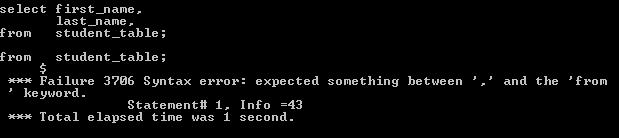 select first_name,
last_name,
from student_table;
from student_table;
$
*** Failure 3706 Syntax error: expected something between ',' and the 'from
' keyword.
Statement# 1, Info =43
*** Total elapsed time was 1 second.